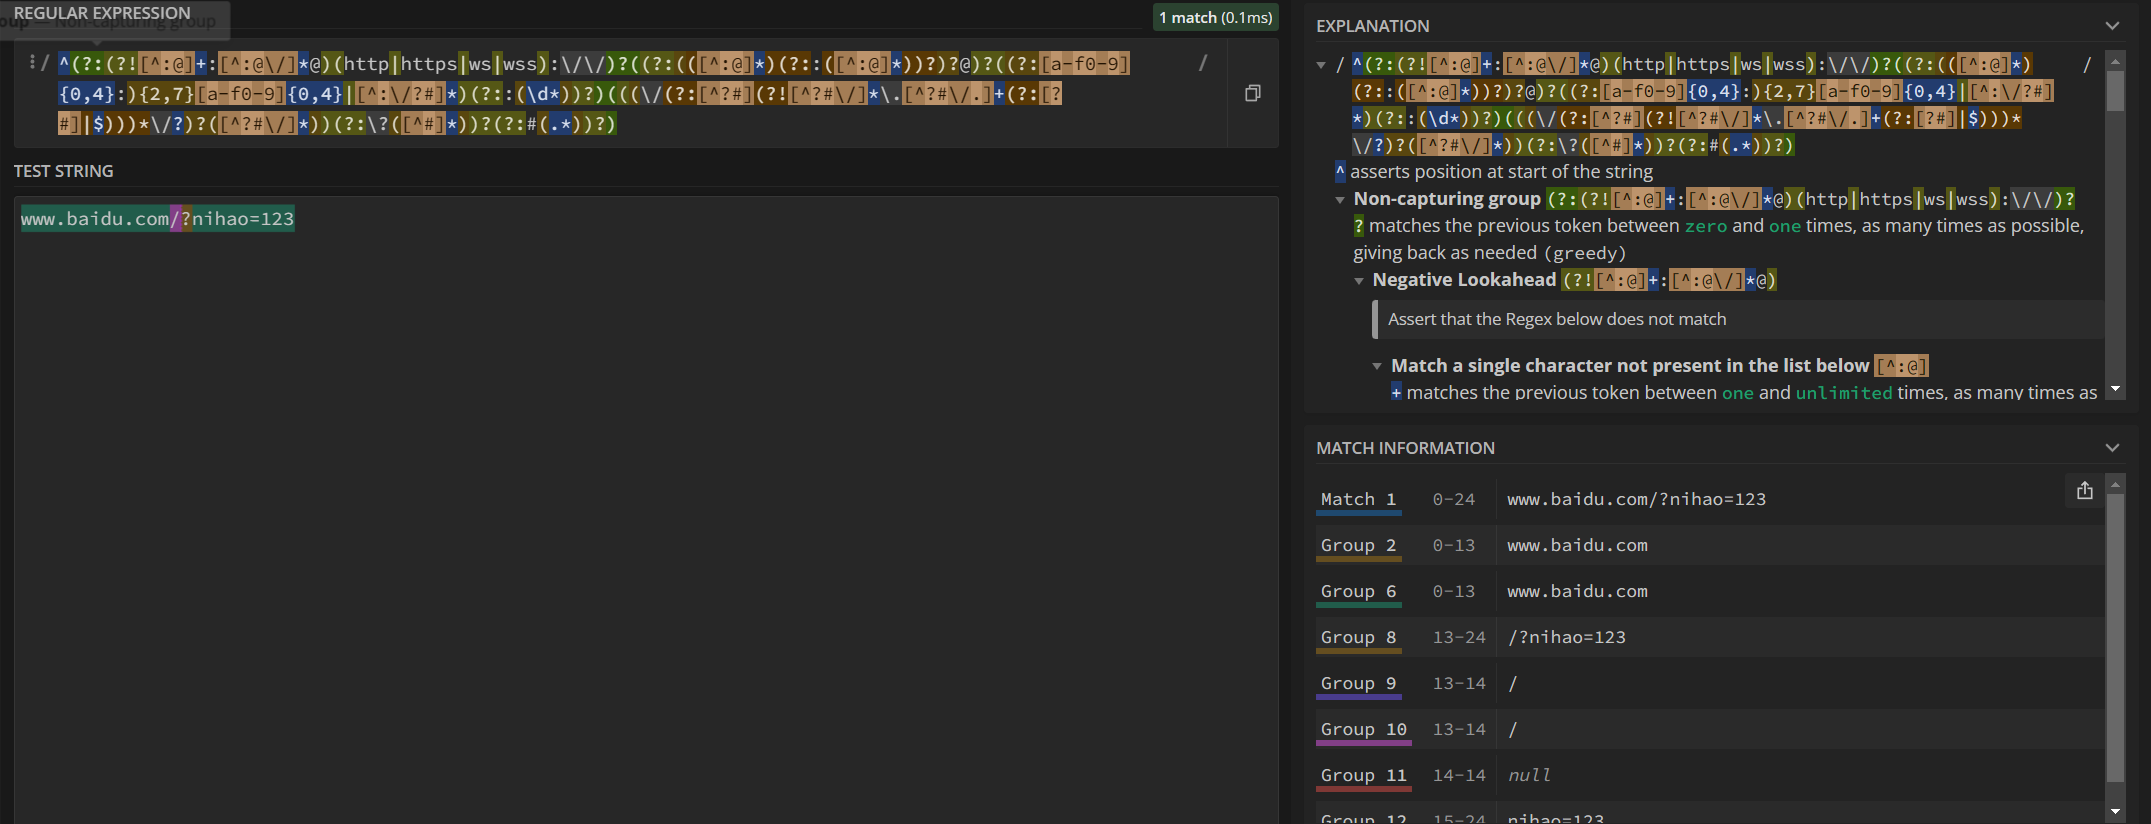 REGULAR EXPRESSION
1 match (0.1ms)
/ ^(?:(?![^:@]+:[^:@\/]*@)(http|https|ws|wss):\/\/)?((?:(([^:@]*)(?::([^:@]*))?)?@)?((?:[a-f0-9] /
{0,4}:){2,7}[a-f0-9]{0,4}|[^:\/?#]*)(?::(\d*))?)(((\/(?:[^?#](?![^?#\/]*\.[^?#\/.]+(?:[?
#]|$)))*\/?)?([^?#\/]*))(?:\?([^#]*))?(?:#(.*))?)
TEST STRING
www.baidu.com/?nihao=123
EXPLANATION
/ ^(?:(?![^:@]+:[^:@\/]*@)(http|https|ws|wss):\/\/)?((?:(([^:@]*) /
(?::([^:@]*))?)?@)?((?:[a-f0-9]{0,4}:){2,7}[a-f0-9]{0,4}|[^:\/?#]
*)(?::(\d*))?)(((\/(?:[^?#](?![^?#\/]*\.[^?#\/.]+(?:[?#]|$)))*
\/?)?([^?#\/]*))(?:\?([^#]*))?(?:#(.*))?)
^ asserts position at start of the string
Non-capturing group (?:(?![^:@]+:[^:@\/]*@)(http|https|ws|wss):\/\/)?
? matches the previous token between zero and one times, as many times as possible,
giving back as needed (greedy)
Negative Lookahead (?![^:@]+:[^:@\/]*@)
Assert that the Regex below does not match
Match a single character not present in the list below [^:@]
+ matches the previous token between one and unlimited times, as many times as
MATCH INFORMATION
Match 1 0-24 www.baidu.com/?nihao=123
Group 2 0-13 www.baidu.com
Group 6 0-13 www.baidu.com
Group 8 13-24 /?nihao=123
Group 9 13-14 /
Group 10 13-14 /
Group 11 14-14 null
Group 12 15-24 nihao=123